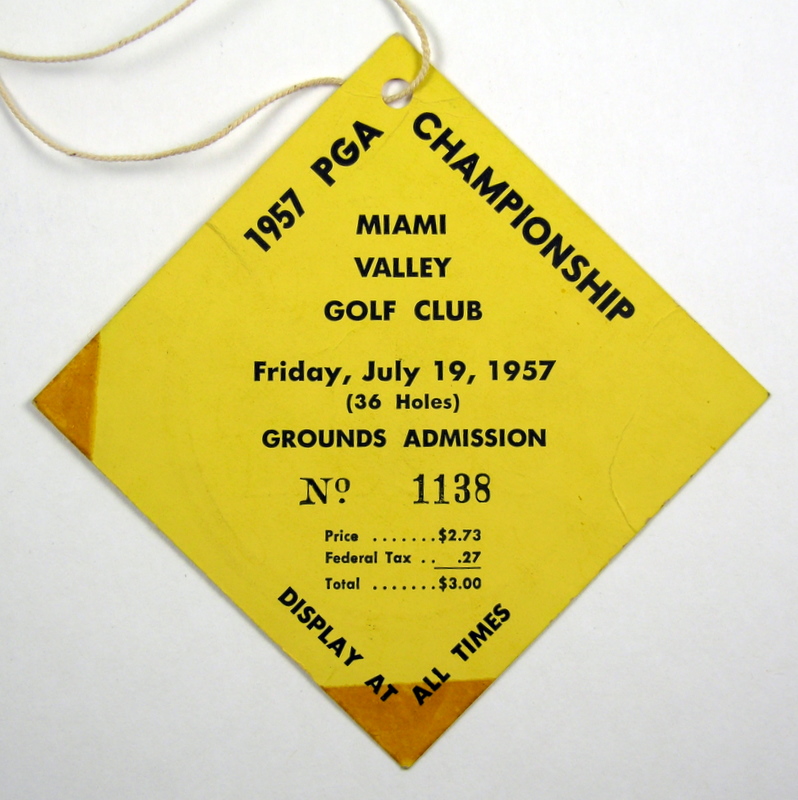 1957 PGA CHAMPIONSHIP
MIAMI
VALLEY
GOLF CLUB
Friday, July 19, 1957
(36 Holes)
GROUNDS ADMISSION
Nº 1138
Price .......$2.73
Federal Tax .. .27
Total .......$3.00
DISPLAY AT ALL TIMES